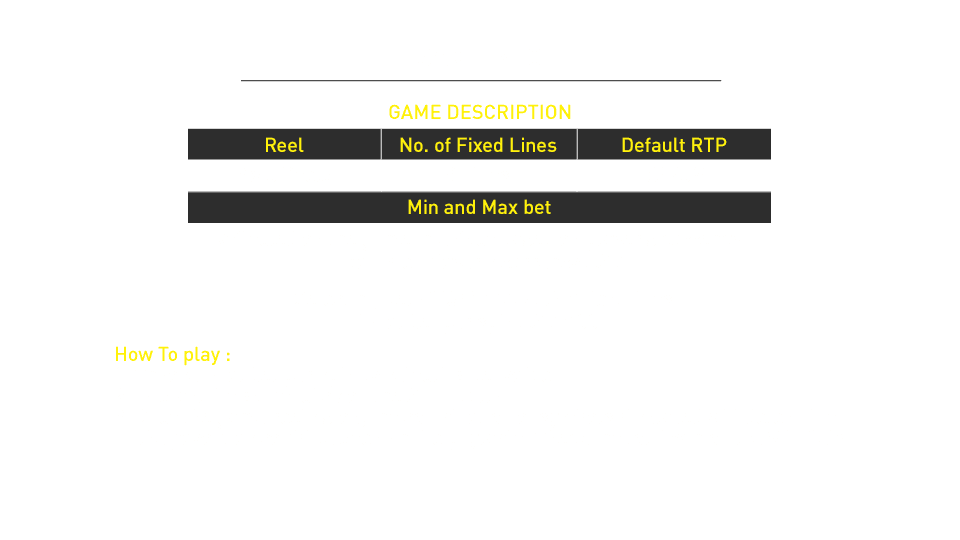 GAME DESCRIPTION
Reel No. of Fixed Lines Default RTP
Min and Max bet
How To play :